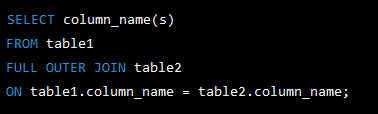 SELECT column_name(s)
FROM table1
FULL OUTER JOIN table2
ON table1.column_name = table2.column_name;